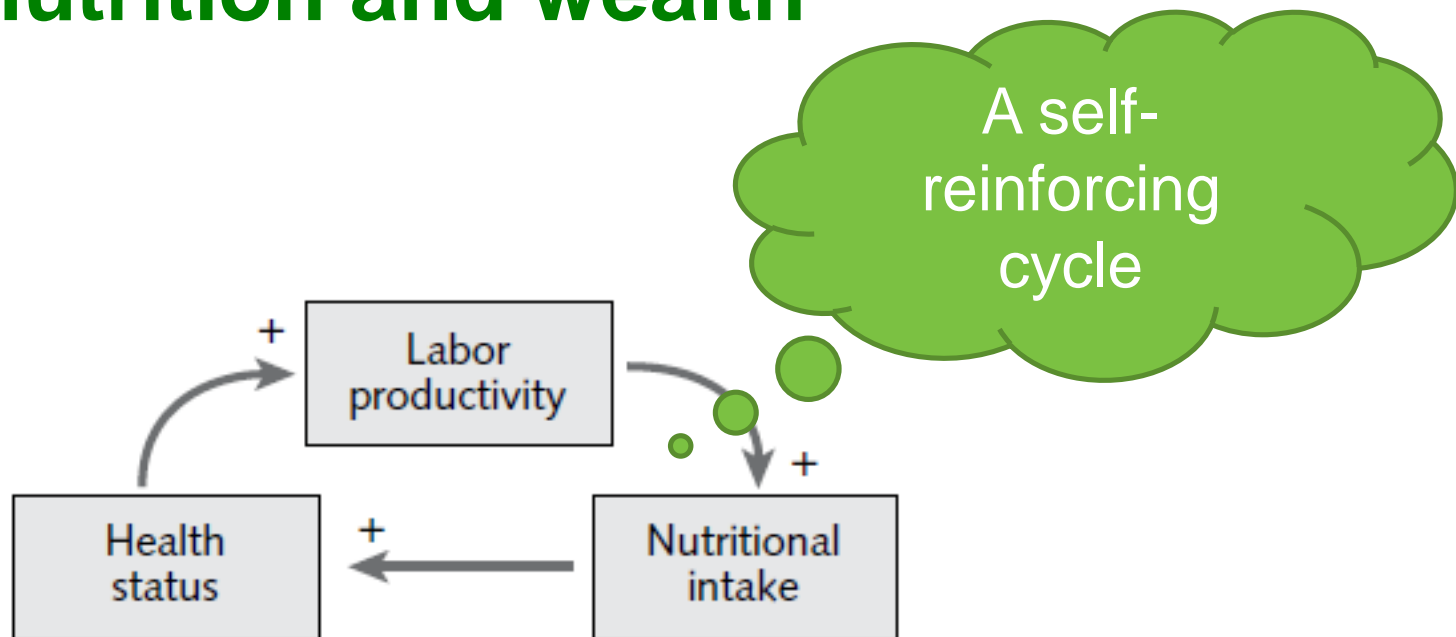 utrition and wealth
A self-
reinforcing
cycle
+
Labor
productivity
+
Health
status
+
Nutritional
intake